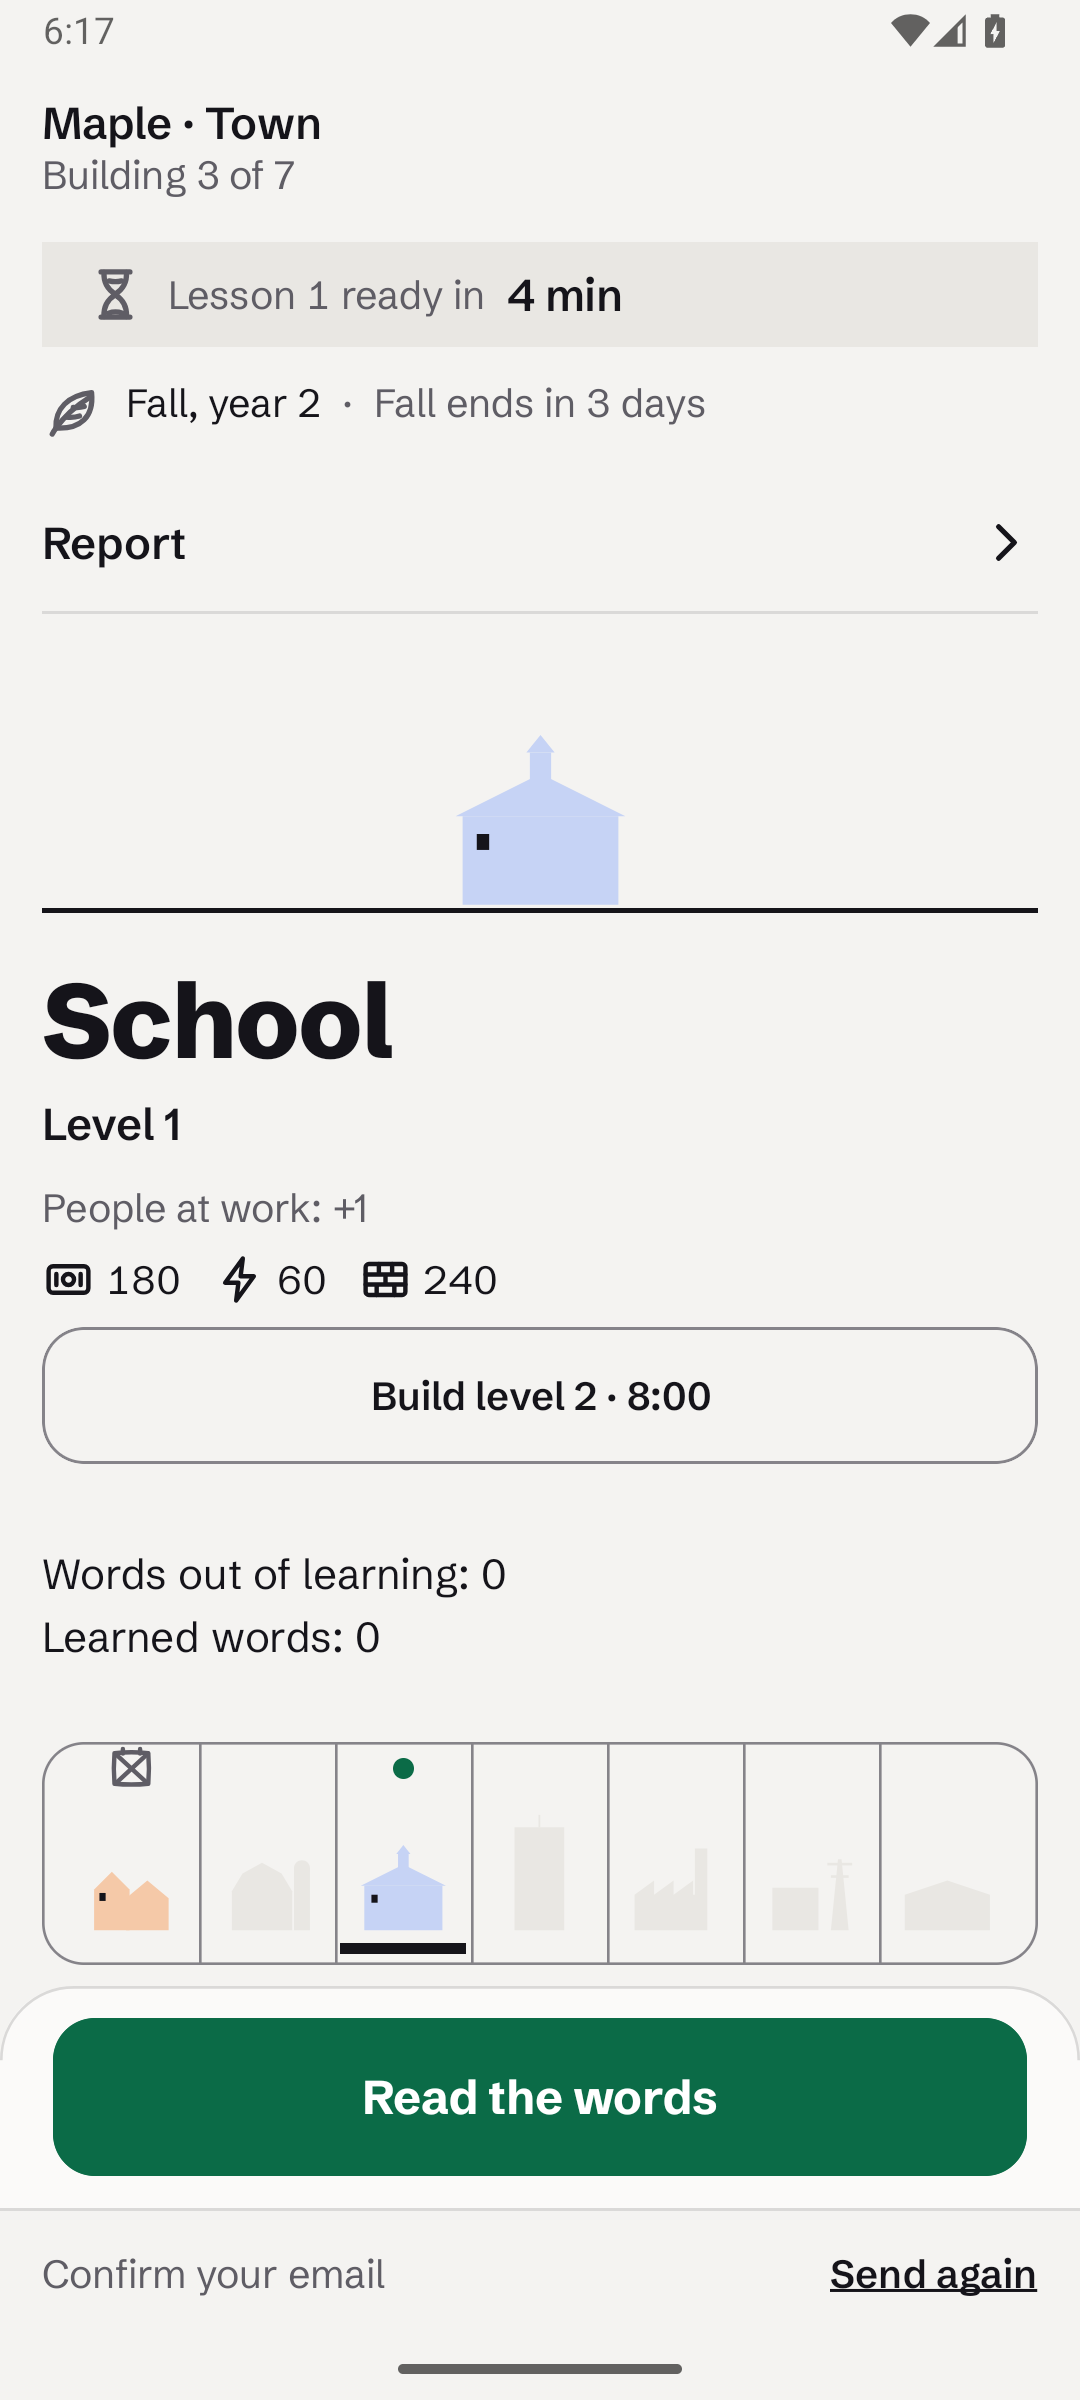 6:17
Maple · Town
Building 3 of 7
Lesson 1 ready in 4 min
Fall, year 2 · Fall ends in 3 days
Report
School
Level 1
People at work: +1
180 60 240
Build level 2 · 8:00
Words out of learning: 0
Learned words: 0
Read the words
Confirm your email Send again